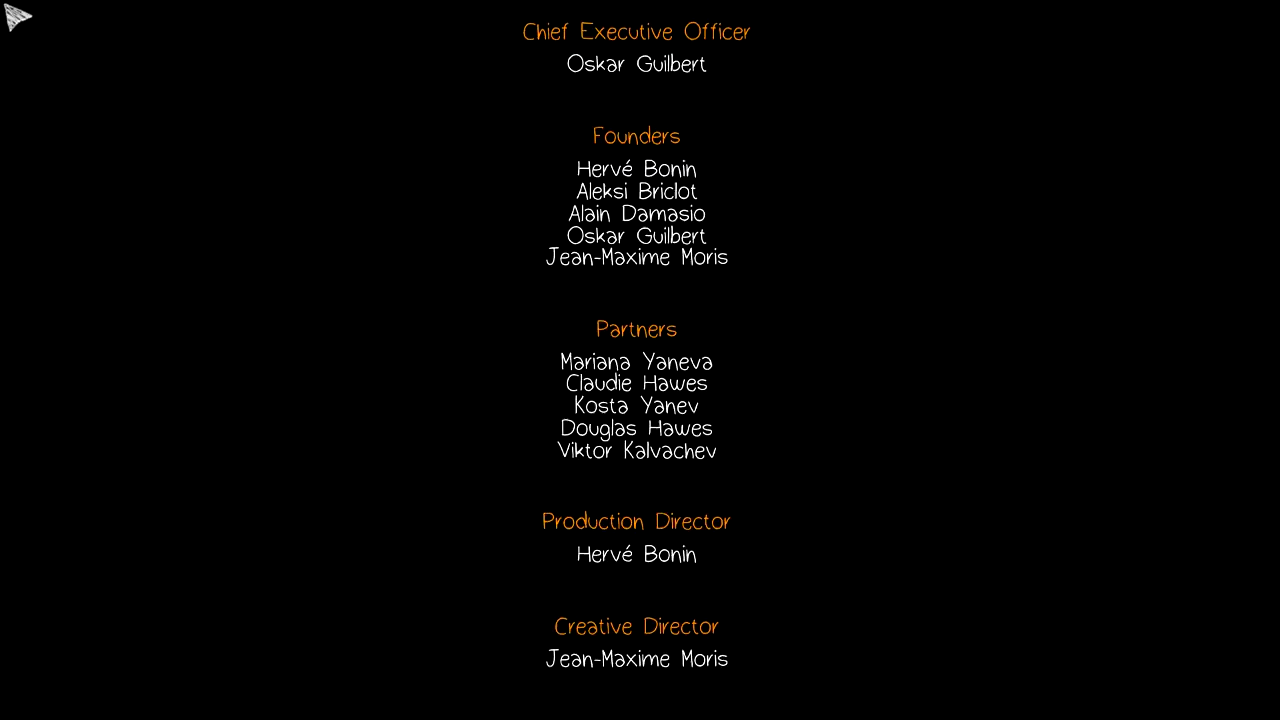 Chief Executive Officer
Oskar Guilbert
Founders
Hervé Bonin
Aleksi Briclot
Alain Damasio
Oskar Guilbert
Jean-Maxime Moris
Partners
Mariana Yaneva
Claudie Hawes
Kosta Yanev
Douglas Hawes
Viktor Kalvachev
Production Director
Hervé Bonin
Creative Director
Jean-Maxime Moris